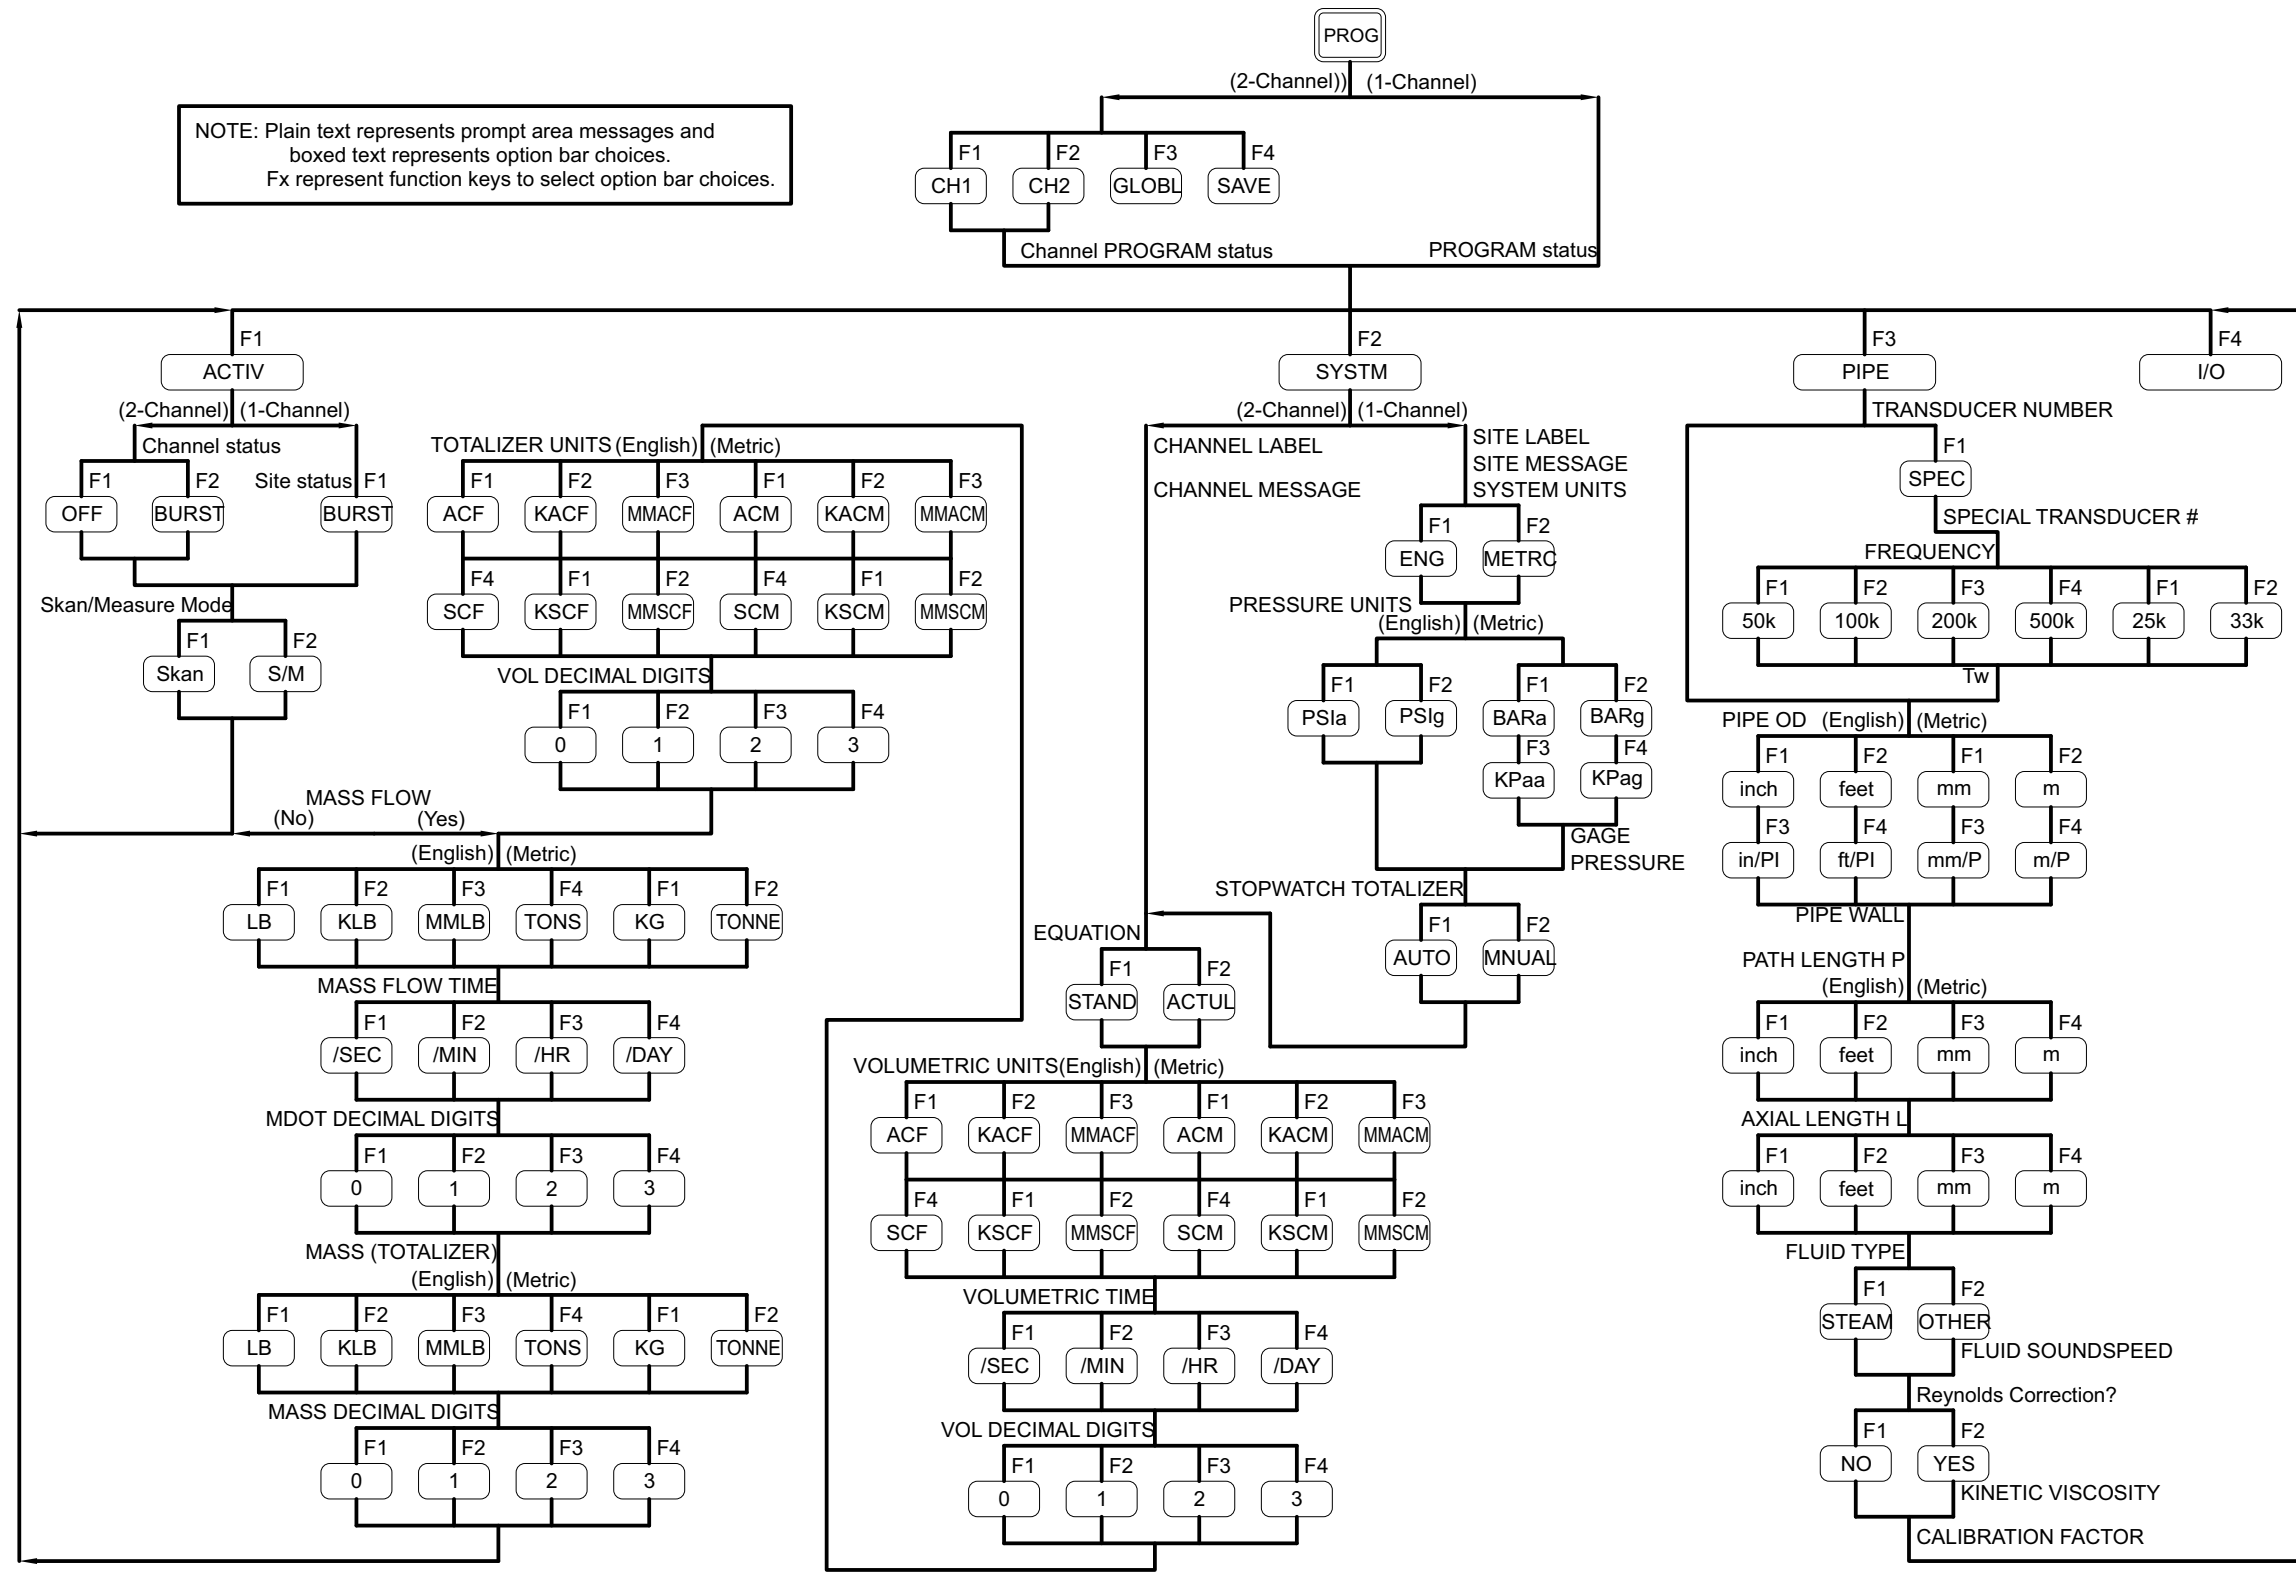 PROG
(2-Channel)) (1-Channel)
NOTE: Plain text represents prompt area messages and
boxed text represents option bar choices.
Fx represent function keys to select option bar choices.
F1 F2 F3 F4
CH1 CH2 GLOBL SAVE
Channel PROGRAM status PROGRAM status
F1
ACTIV
(2-Channel) (1-Channel)
Channel status
F1 F2 Site status F1
OFF BURST BURST
Skan/Measure Mode
F1 F2
Skan S/M
TOTALIZER UNITS (English) (Metric)
F1 F2 F3 F1 F2 F3
ACF KACF MMACF ACM KACM MMACM
F4 F1 F2 F4 F1 F2
SCF KSCF MMSCF SCM KSCM MMSCM
VOL DECIMAL DIGITS
F1 F2 F3 F4
0 1 2 3
MASS FLOW
(No) (Yes)
(English) (Metric)
F1 F2 F3 F4 F1 F2
LB KLB MMLB TONS KG TONNE
MASS FLOW TIME
F1 F2 F3 F4
/SEC /MIN /HR /DAY
MDOT DECIMAL DIGITS
F1 F2 F3 F4
0 1 2 3
MASS (TOTALIZER)
(English) (Metric)
F1 F2 F3 F4 F1 F2
LB KLB MMLB TONS KG TONNE
MASS DECIMAL DIGITS
F1 F2 F3 F4
0 1 2 3
F2
SYSTM
(2-Channel) (1-Channel)
CHANNEL LABEL
CHANNEL MESSAGE
SITE LABEL
SITE MESSAGE
SYSTEM UNITS
F1 F2
ENG METRC
PRESSURE UNITS
(English) (Metric)
F1 F2 F1 F2
PSIa PSIg BARa BARg
F3 F4
KPaa KPag
GAGE
PRESSURE
STOPWATCH TOTALIZER
F1 F2
AUTO MNUAL
EQUATION
F1 F2
STAND ACTUL
VOLUMETRIC UNITS(English) (Metric)
F1 F2 F3 F1 F2 F3
ACF KACF MMACF ACM KACM MMACM
F4 F1 F2 F4 F1 F2
SCF KSCF MMSCF SCM KSCM MMSCM
VOLUMETRIC TIME
F1 F2 F3 F4
/SEC /MIN /HR /DAY
VOL DECIMAL DIGITS
F1 F2 F3 F4
0 1 2 3
F3
PIPE
TRANSDUCER NUMBER
F1
SPEC
SPECIAL TRANSDUCER #
FREQUENCY
F1 F2 F3 F4 F1 F2
50k 100k 200k 500k 25k 33k
Tw
PIPE OD (English) (Metric)
F1 F2 F1 F2
inch feet mm m
F3 F4 F3 F4
in/PI ft/PI mm/P m/P
PIPE WALL
PATH LENGTH P
(English) (Metric)
F1 F2 F3 F4
inch feet mm m
AXIAL LENGTH L
F1 F2 F3 F4
inch feet mm m
FLUID TYPE
F1 F2
STEAM OTHER
FLUID SOUNDSPEED
Reynolds Correction?
F1 F2
NO YES
KINETIC VISCOSITY
CALIBRATION FACTOR
F4
I/O